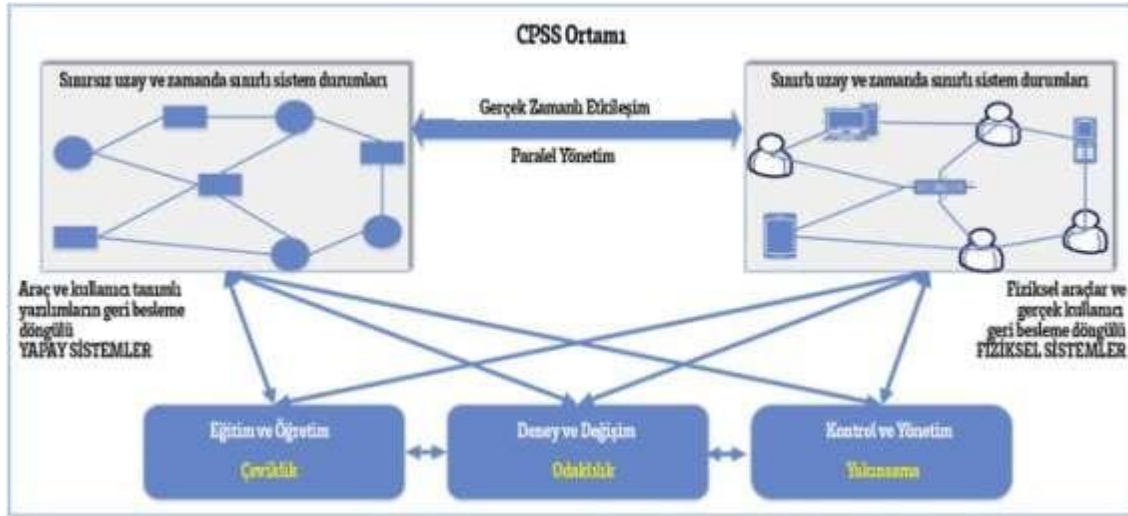 CPSS Ortamı
Sınırsız uzay ve zamanda sınırlı sistem durumları
Sınırlı uzay ve zamanda sınırlı sistem durumları
Gerçek Zamanlı Etkileşim
Paralel Yönetim
Araç ve kullanıcı tanımlı
yazılımların geri besleme
döngülü
YAPAY SİSTEMLER
Fiziksel araçlar ve
gerçek kullanıcı
geri besleme döngülü
FİZİKSEL SİSTEMLER
Eğitim ve Öğretim
Çeviklik
Deney ve Değişim
Odaklılık
Kontrol ve Yönetim
Yakınsama